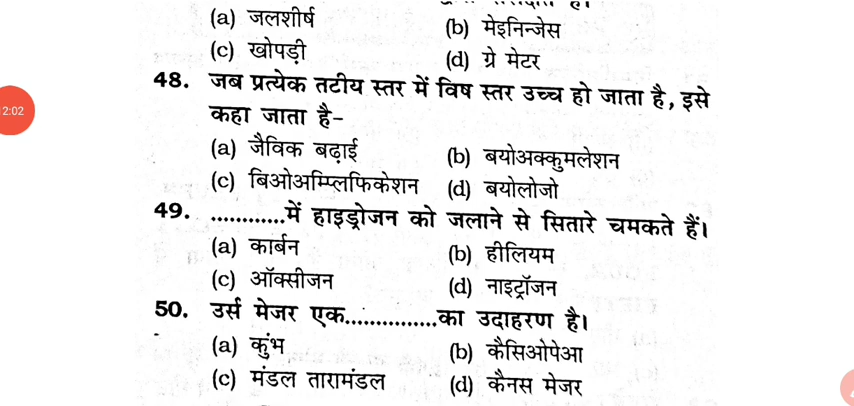 (a) जलशीर्ष (b) मेइनिन्जेस
(c) खोपड़ी (d) ग्रे मेटर
48. जब प्रत्येक तटीय स्तर में विष स्तर उच्च हो जाता है, इसे
कहा जाता है-
(a) जैविक बढ़ाई (b) बयोअक्कुमलेशन
(c) बिओअम्प्लिफिकेशन (d) बयोलोजो
49. ............में हाइड्रोजन को जलाने से सितारे चमकते हैं।
(a) कार्बन (b) हीलियम
(c) ऑक्सीजन (d) नाइट्रॉजन
50. उर्स मेजर एक...............का उदाहरण है।
(a) कुंभ (b) कैसिओपेआ
(c) मंडल तारामंडल (d) कैनस मेजर
2:02